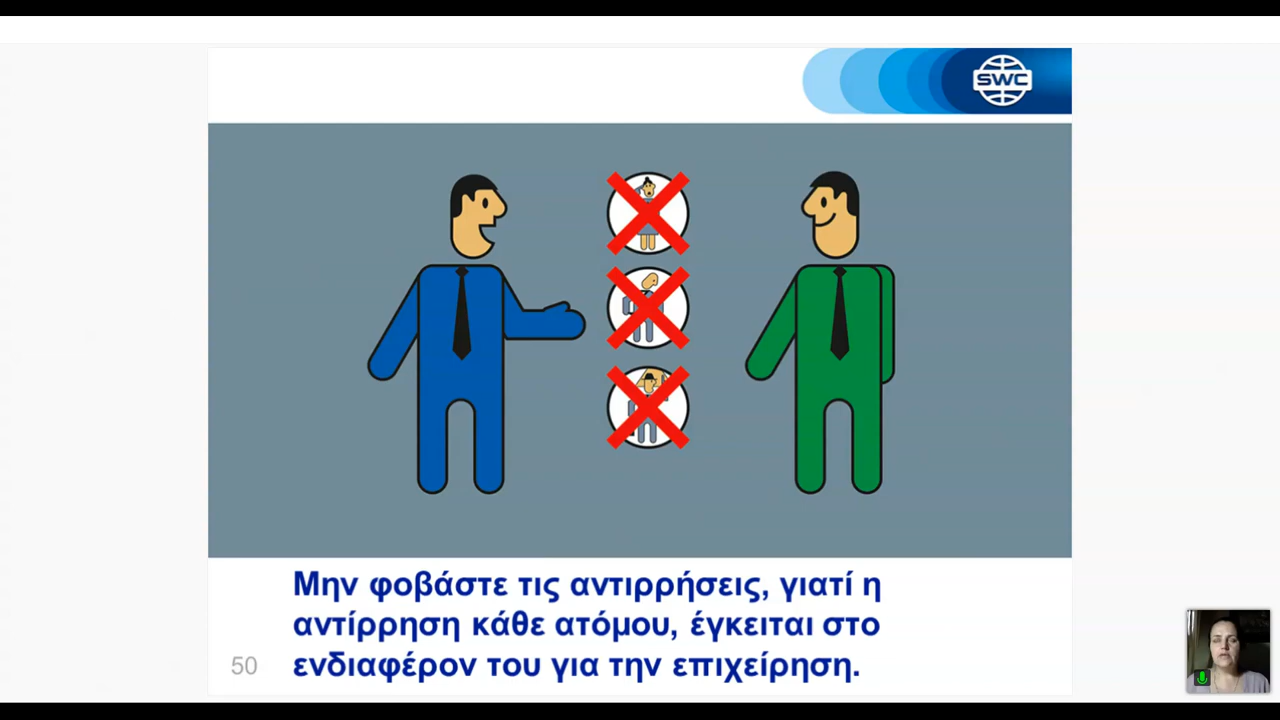 SWC
Μην φοβάστε τις αντιρρήσεις, γιατί η
αντίρρηση κάθε ατόμου, έγκειται στο
ενδιαφέρον του για την επιχείρηση.
50